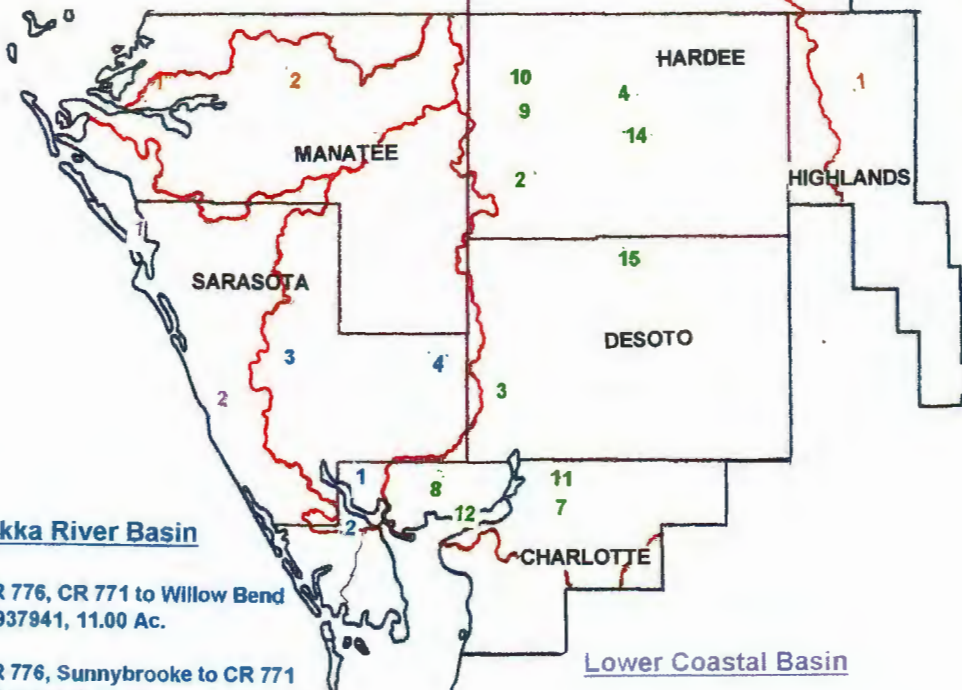 HARDEE
1
2
10
4
1
9
14
MANATEE
2
HIGHLANDS
1
15
SARASOTA
DESOTO
3
4
2
3
1
8
11
12
7
2
CHARLOTTE
kka River Basin
R 776, CR 771 to Willow Bend
937941, 11.00 Ac.
R 776, Sunnybrooke to CR 771
Lower Coastal Basin